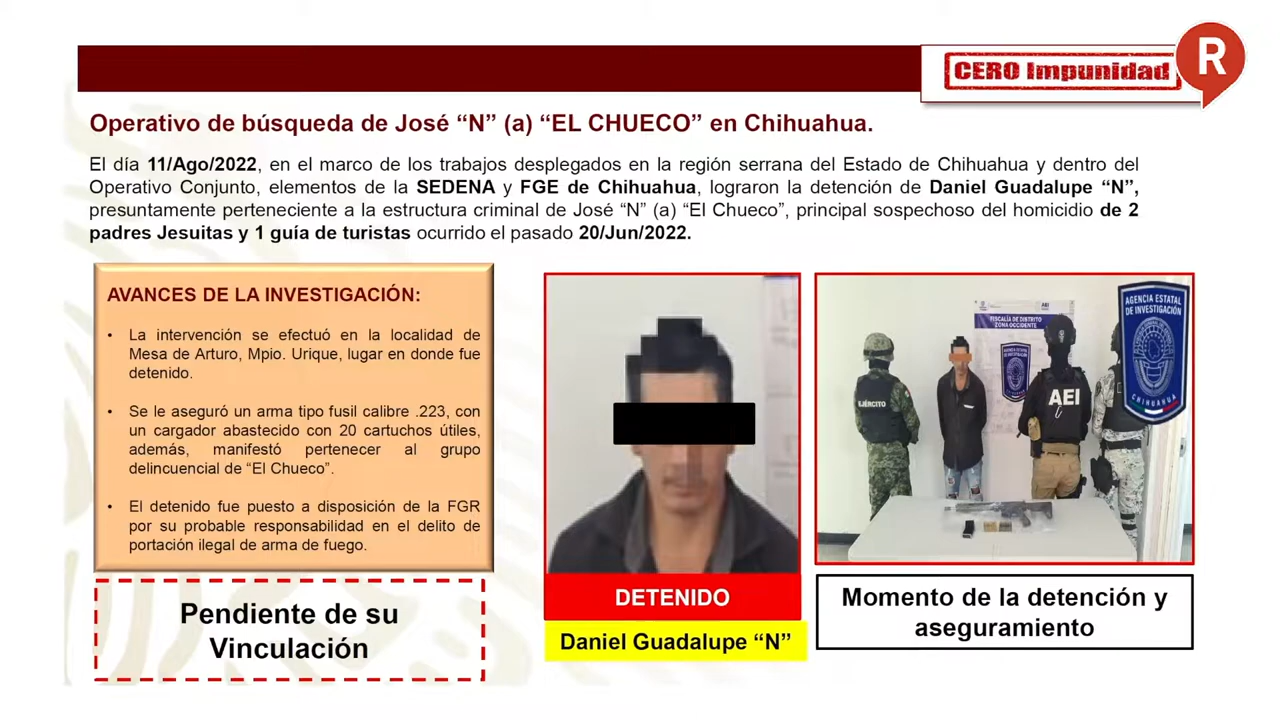 CERO Impunidad
R
Operativo de búsqueda de José “N” (a) “EL CHUECO” en Chihuahua.
El día 11/Ago/2022, en el marco de los trabajos desplegados en la región serrana del Estado de Chihuahua y dentro del
Operativo Conjunto, elementos de la SEDENA y FGE de Chihuahua, lograron la detención de Daniel Guadalupe “N”,
presuntamente perteneciente a la estructura criminal de José “N” (a) “El Chueco”, principal sospechoso del homicidio de 2
padres Jesuitas y 1 guía de turistas ocurrido el pasado 20/Jun/2022.
AVANCES DE LA INVESTIGACIÓN:
• La intervención se efectuó en la localidad de
Mesa de Arturo, Mpio. Urique, lugar en donde fue
detenido.
• Se le aseguró un arma tipo fusil calibre .223, con
un cargador abastecido con 20 cartuchos útiles,
además, manifestó pertenecer al grupo
delincuencial de “El Chueco”.
• El detenido fue puesto a disposición de la FGR
por su probable responsabilidad en el delito de
portación ilegal de arma de fuego.
Pendiente de su
Vinculación
DETENIDO
Daniel Guadalupe “N”
AGENCIA ESTATAL
DE INVESTIGACIÓN
CHIHUAHUA
AEI
FISCALÍA DE DISTRITO
ZONA OCCIDENTE
EJÉRCITO
AEI
Momento de la detención y
aseguramiento